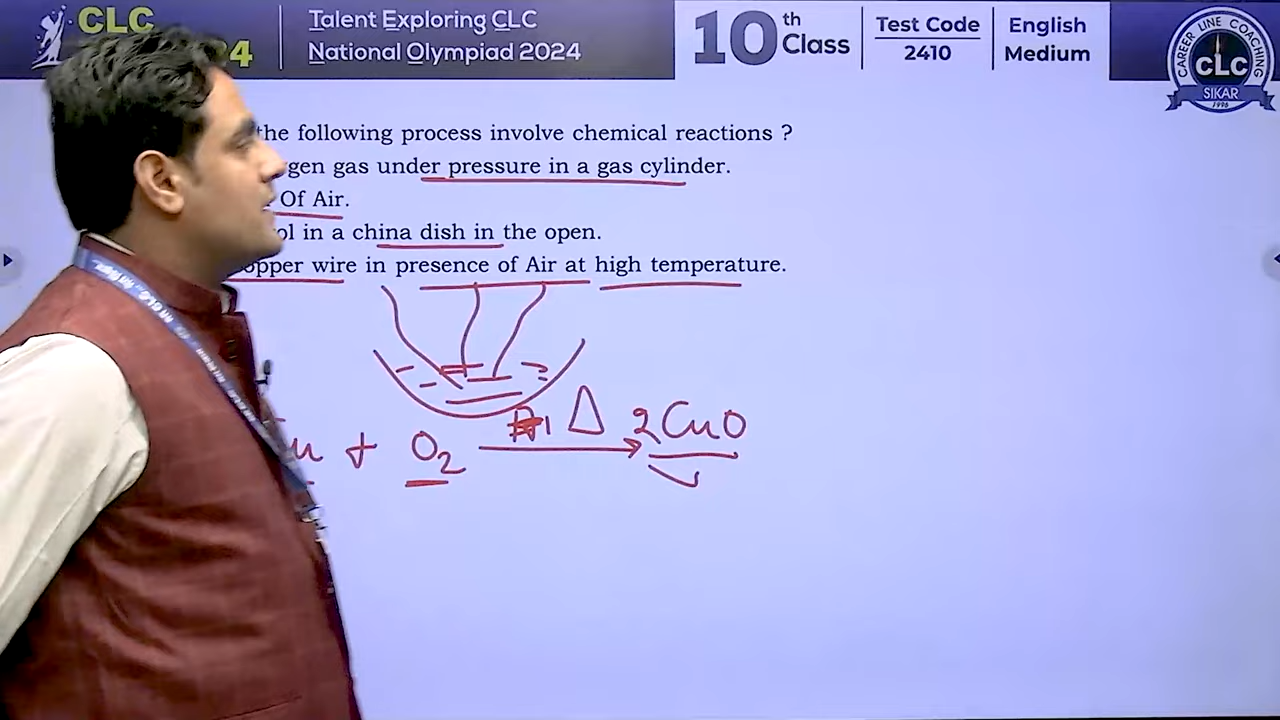 CLC
24
Talent Exploring CLC
National Olympiad 2024
10th Class
Test Code
2410
English
Medium
CAREER LINE COACHING
CLC
SIKAR
1996
the following process involve chemical reactions ?
gen gas under pressure in a gas cylinder.
Of Air.
ol in a china dish in the open.
opper wire in presence of Air at high temperature.
+ O2 Δ 2CuO